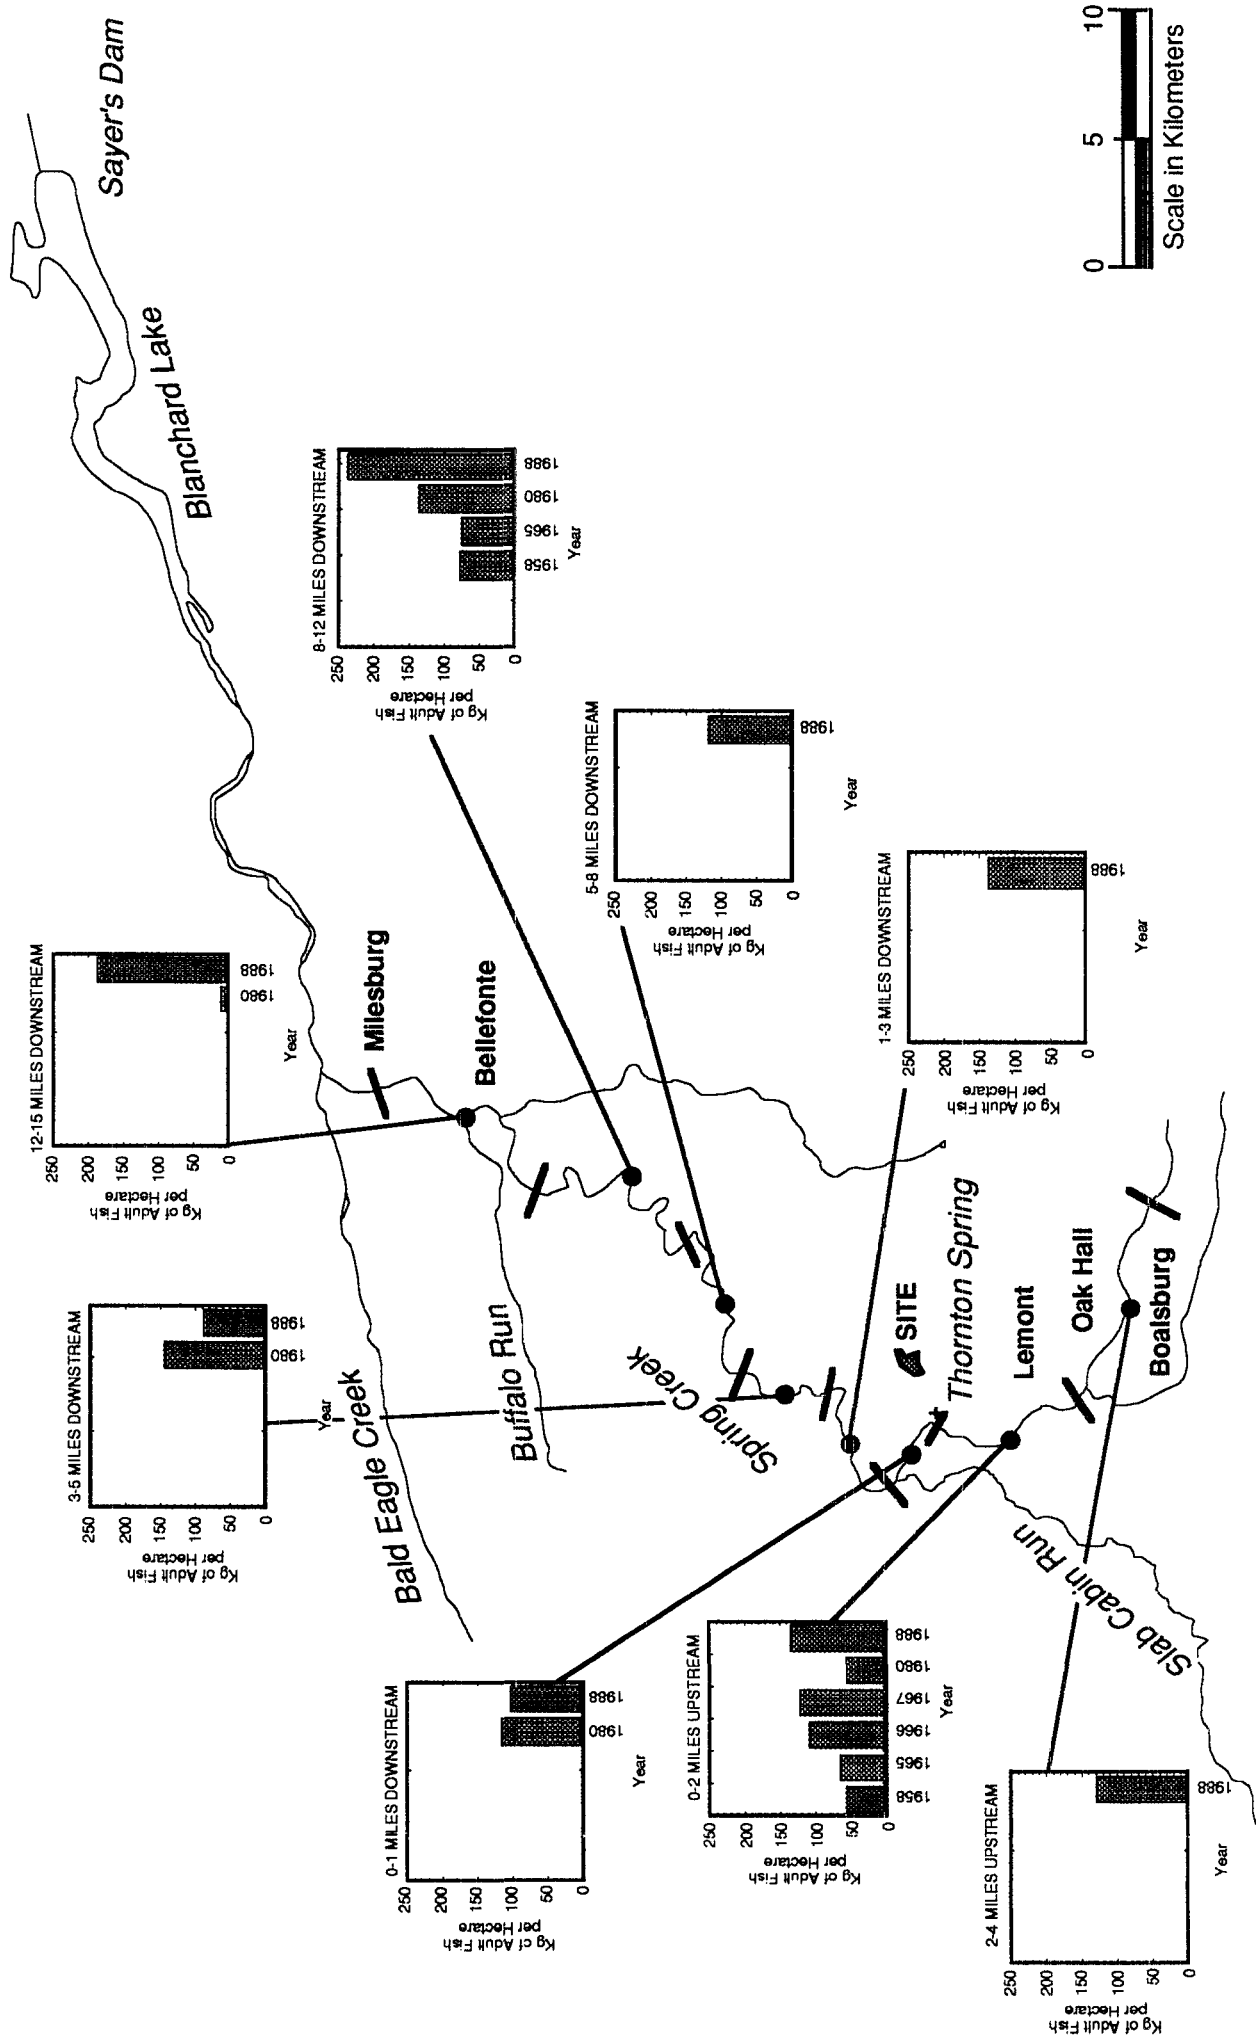 Sayer's Dam
Blanchard Lake
12-15 MILES DOWNSTREAM
Kg of Adult Fish
per Hectare
250
200
150
100
50
0
1980
1988
Year
8-12 MILES DOWNSTREAM
Kg of Adult Fish
per Hectare
250
200
150
100
50
0
1958
1965
1980
1988
Year
3-5 MILES DOWNSTREAM
Kg of Adult Fish
per Hectare
250
200
150
100
50
0
1980
1988
Year
5-8 MILES DOWNSTREAM
Kg of Adult Fish
per Hectare
250
200
150
100
50
0
1988
Year
0-1 MILES DOWNSTREAM
Kg of Adult Fish
per Hectare
250
200
150
100
50
0
1980
1988
Year
1-3 MILES DOWNSTREAM
Kg of Adult Fish
per Hectare
250
200
150
100
50
0
1988
Year
0-2 MILES UPSTREAM
Kg of Adult Fish
per Hectare
250
200
150
100
50
0
1958
1965
1966
1967
1980
1988
Year
2-4 MILES UPSTREAM
Kg of Adult Fish
per Hectare
250
200
150
100
50
0
1988
Year
Milesburg
Bellefonte
Bald Eagle Creek
Buffalo Run
Spring Creek
SITE
Thornton Spring
Lemont
Oak Hall
Boalsburg
Slab Cabin Run
0
5
10
Scale in Kilometers